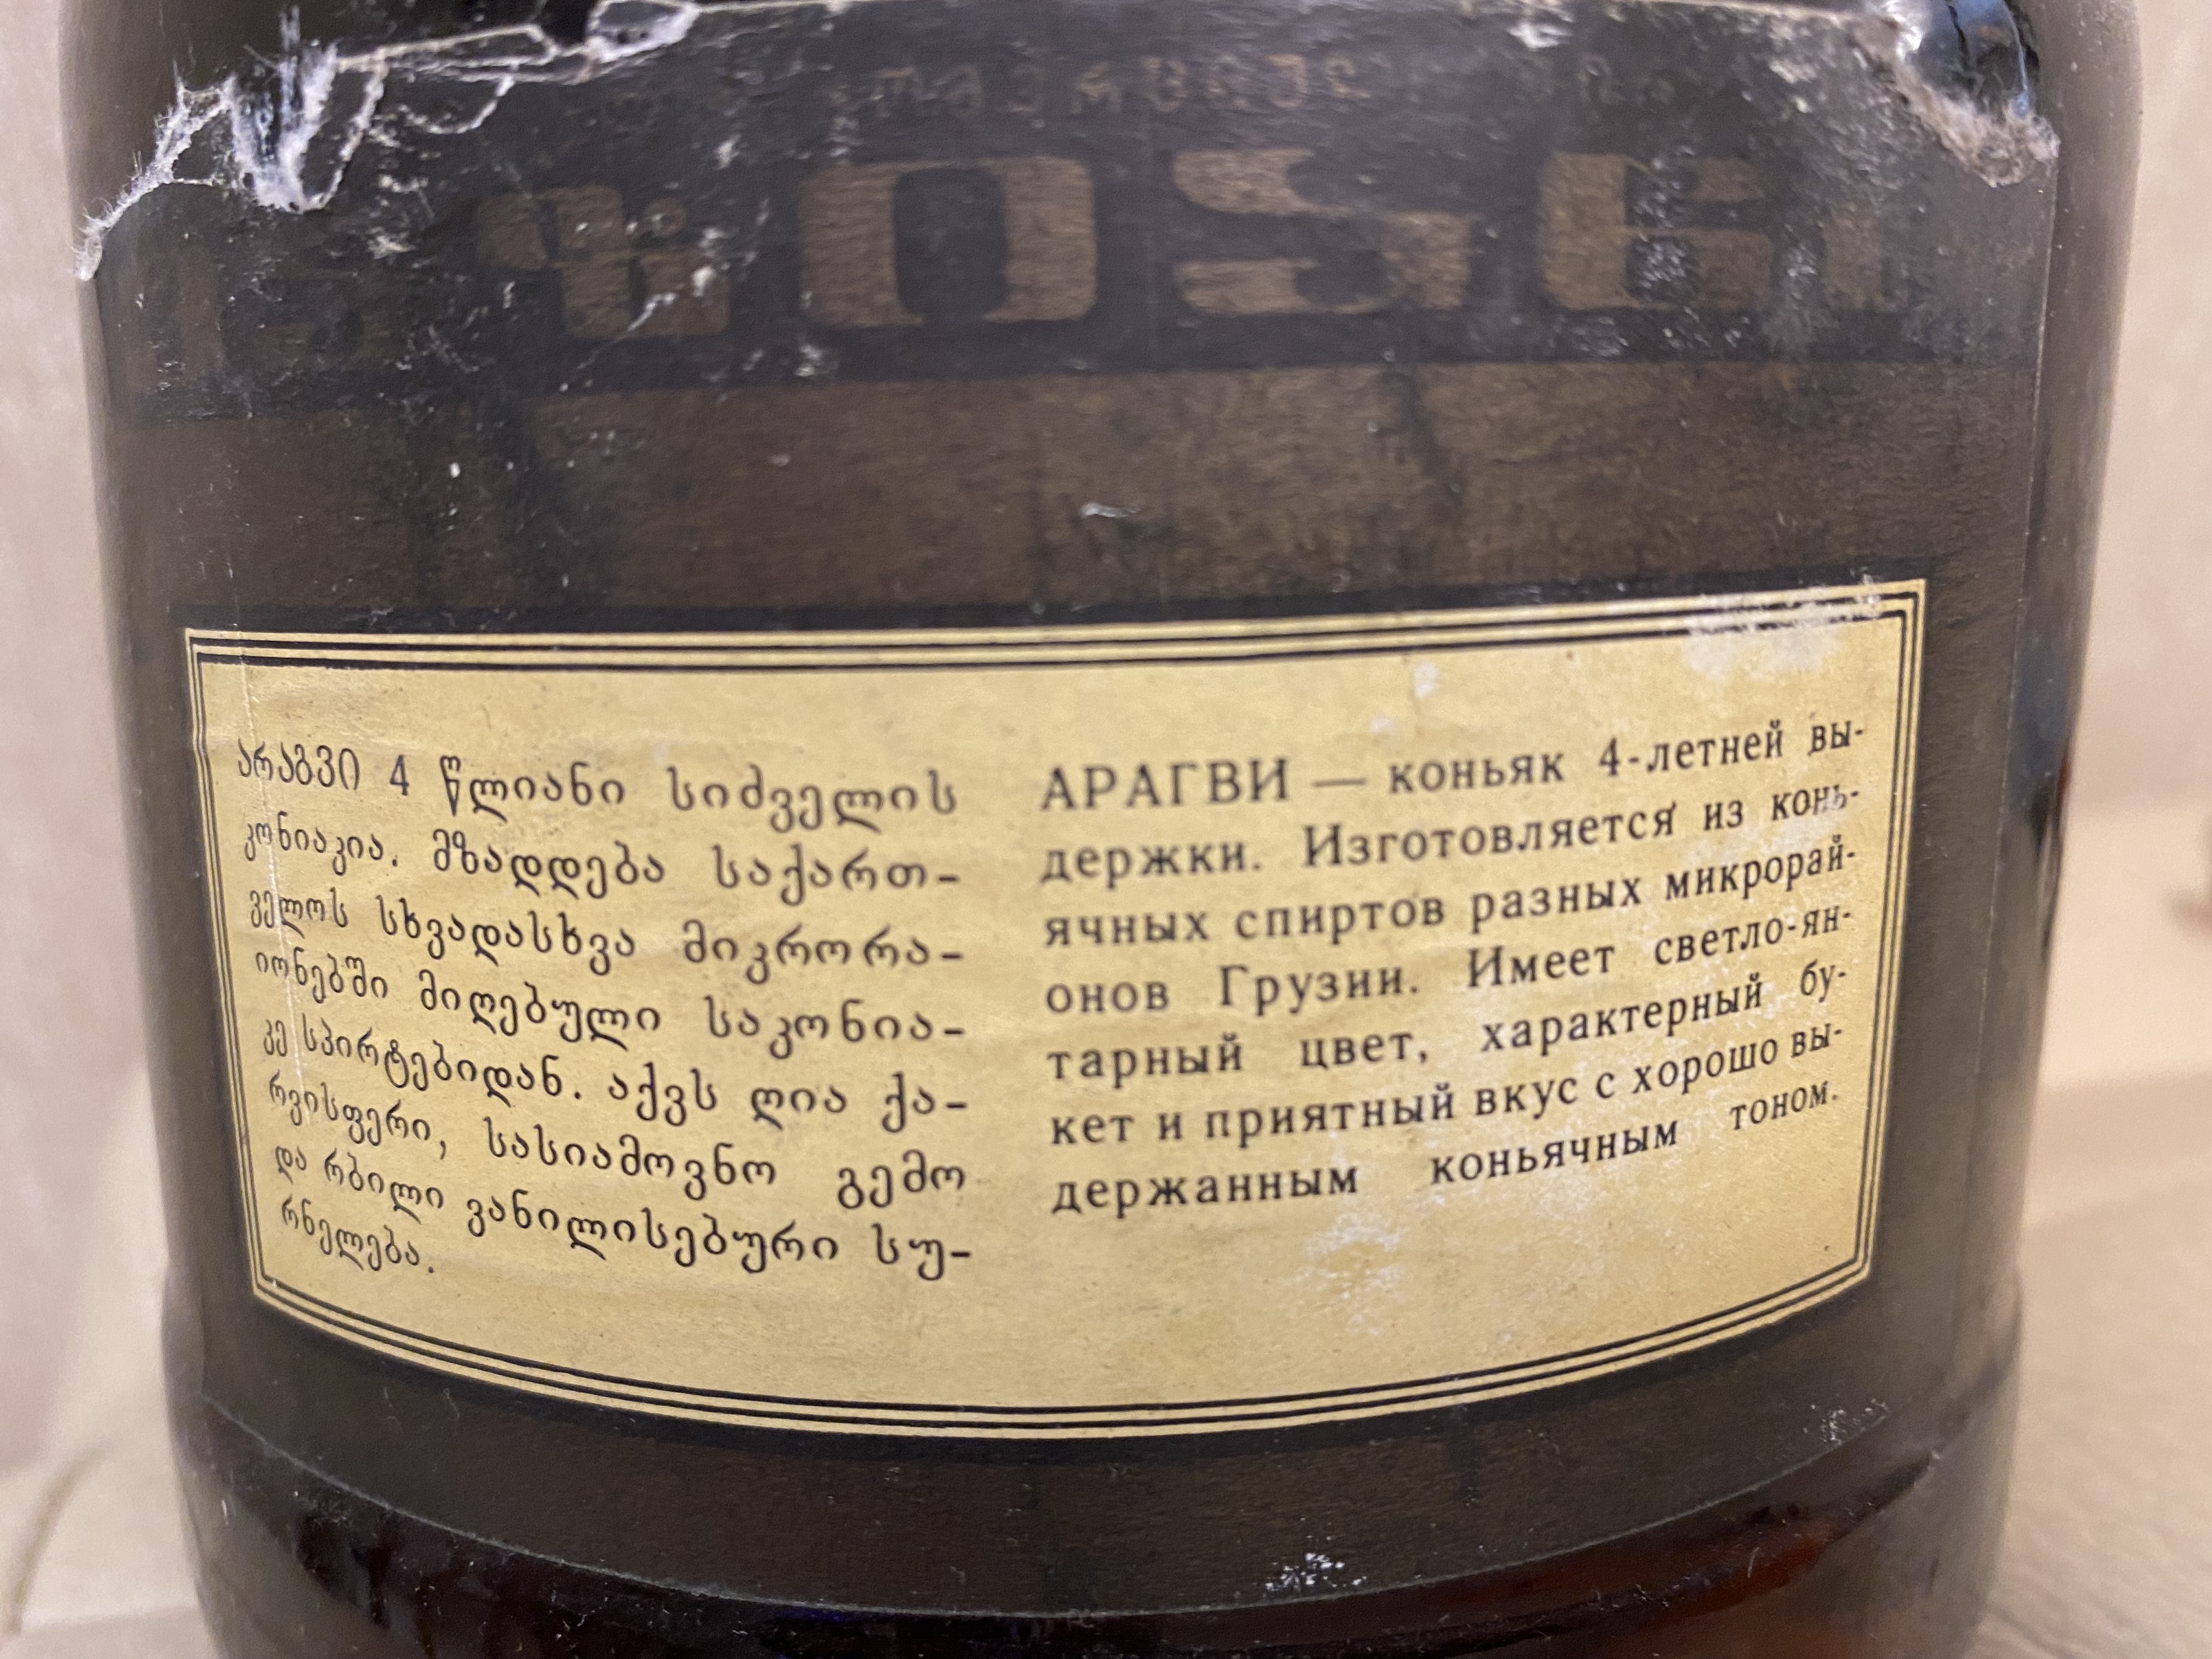 არაგვი 4 წლიანი სიძველის
კონიაკია. მზადდება საქართ-
ველოს სხვადასხვა მიკრორა-
იონებში მიღებული საკონია-
კე სპირტებიდან. აქვს ღია ქა-
რვისფერი, სასიამოვნო გემო
და რბილი ვანილისებური სუ-
რნელება.
АРАГВИ — коньяк 4-летней вы-
держки. Изготовляется из конь-
ячных спиртов разных микрорай-
онов Грузии. Имеет светло-ян-
тарный цвет, характерный бу-
кет и приятный вкус с хорошо вы-
держанным коньячным тоном.